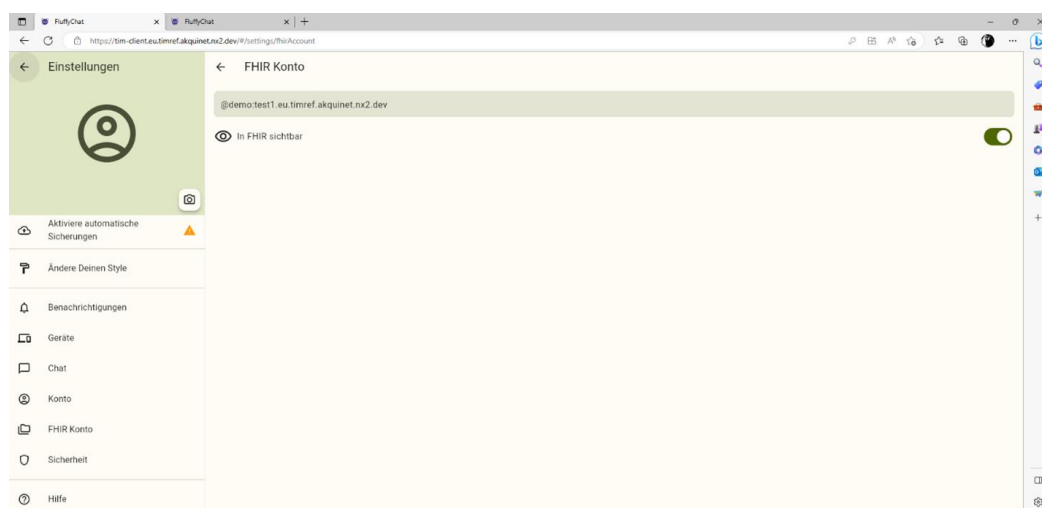 FluffyChat
FluffyChat
https://tim-client.eu.timref.akquinet.nx2.dev/#/settings/fhirAccount
Einstellungen
FHIR Konto
@demo:test1.eu.timref.akquinet.nx2.dev
In FHIR sichtbar
Aktiviere automatische
Sicherungen
Ändere Deinen Style
Benachrichtigungen
Geräte
Chat
Konto
FHIR Konto
Sicherheit
Hilfe